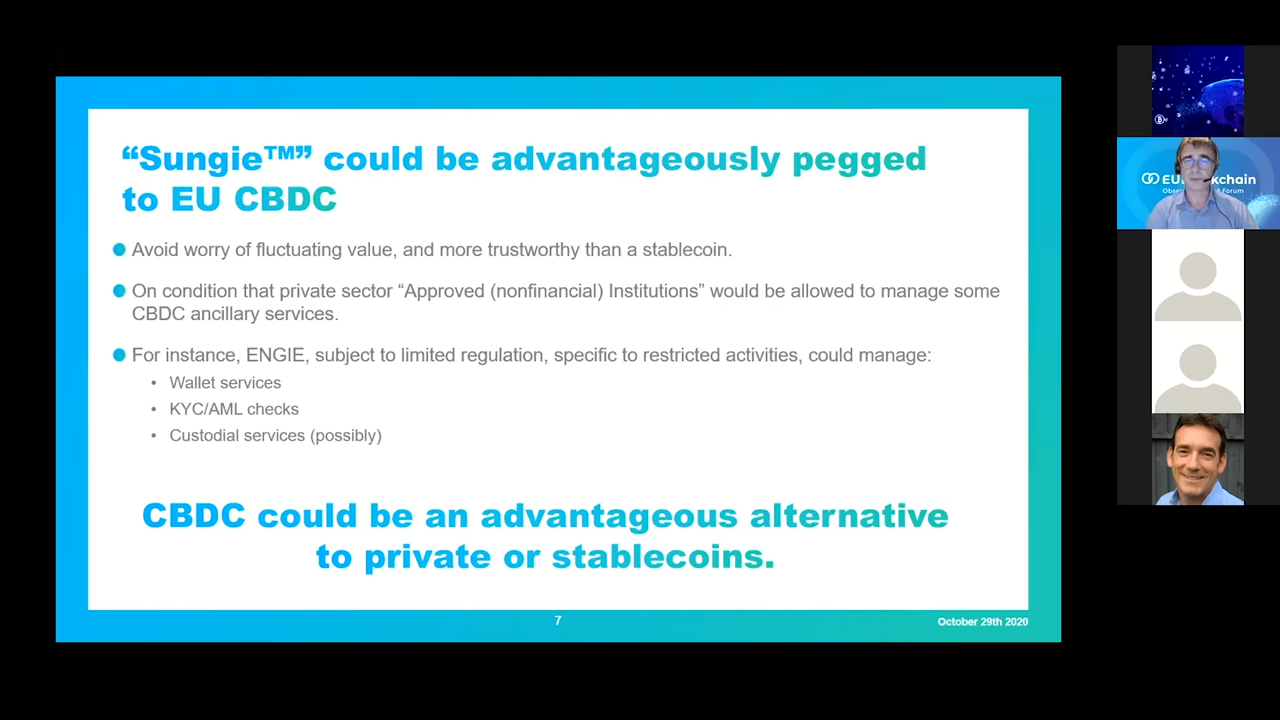 “Sungie™” could be advantageously pegged
to EU CBDC
Avoid worry of fluctuating value, and more trustworthy than a stablecoin.
On condition that private sector “Approved (nonfinancial) Institutions” would be allowed to manage some
CBDC ancillary services.
For instance, ENGIE, subject to limited regulation, specific to restricted activities, could manage:
• Wallet services
• KYC/AML checks
• Custodial services (possibly)
CBDC could be an advantageous alternative
to private or stablecoins.
7
October 29th 2020